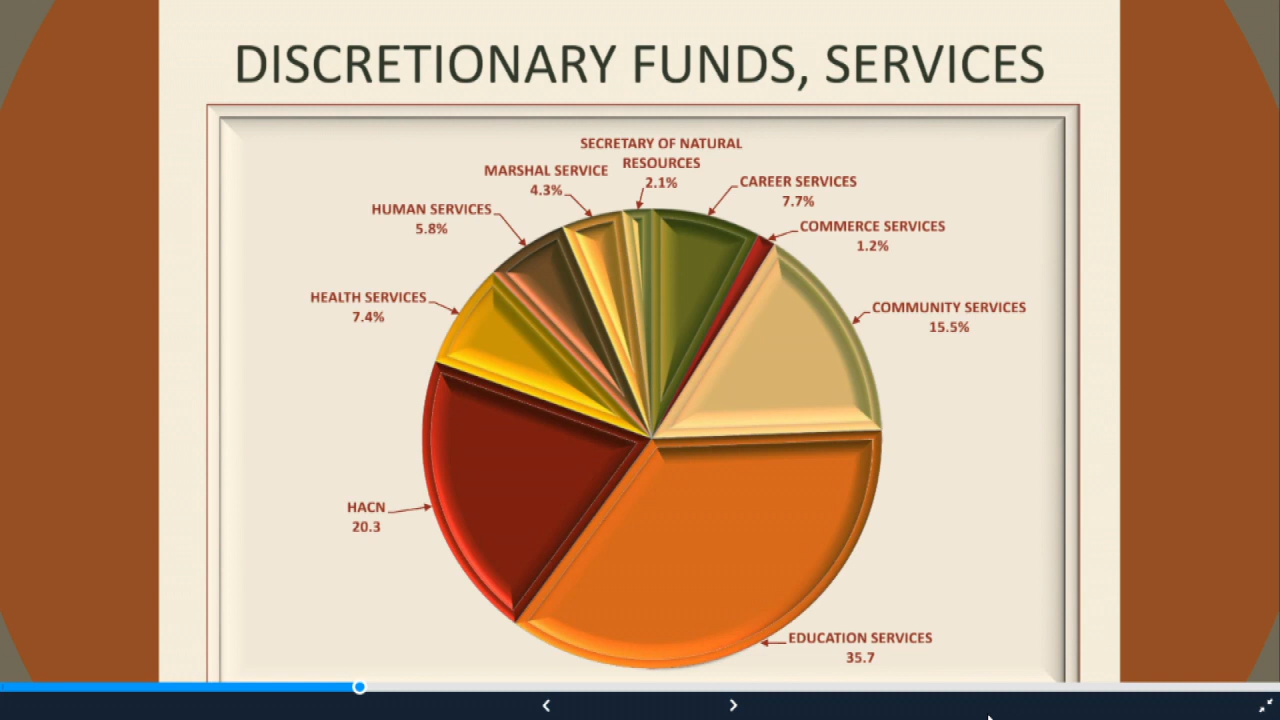 DISCRETIONARY FUNDS, SERVICES
SECRETARY OF NATURAL
RESOURCES
2.1%
MARSHAL SERVICE
4.3%
CAREER SERVICES
7.7%
HUMAN SERVICES
5.8%
COMMERCE SERVICES
1.2%
HEALTH SERVICES
7.4%
COMMUNITY SERVICES
15.5%
HACN
20.3
EDUCATION SERVICES
35.7